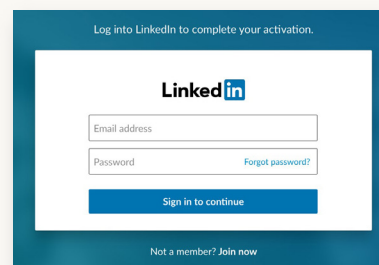 Log into LinkedIn to complete your activation.
Linked in
Email address
Password Forgot password?
Sign in to continue
Not a member? Join now